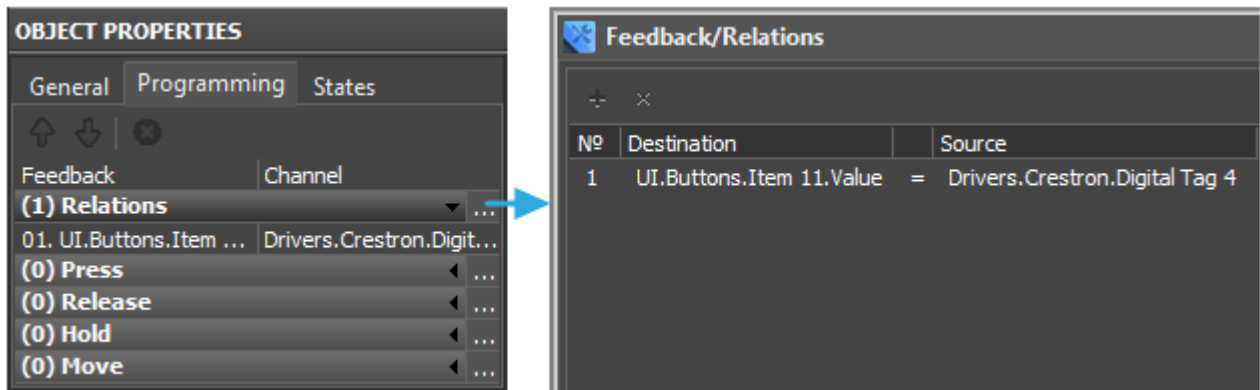 OBJECT PROPERTIES
General Programming States
Feedback Channel
(1) Relations ...
01. UI.Buttons.Item ... Drivers.Crestron.Digit...
(0) Press ...
(0) Release ...
(0) Hold ...
(0) Move ...
Feedback/Relations
Nº Destination Source
1 UI.Buttons.Item 11.Value = Drivers.Crestron.Digital Tag 4